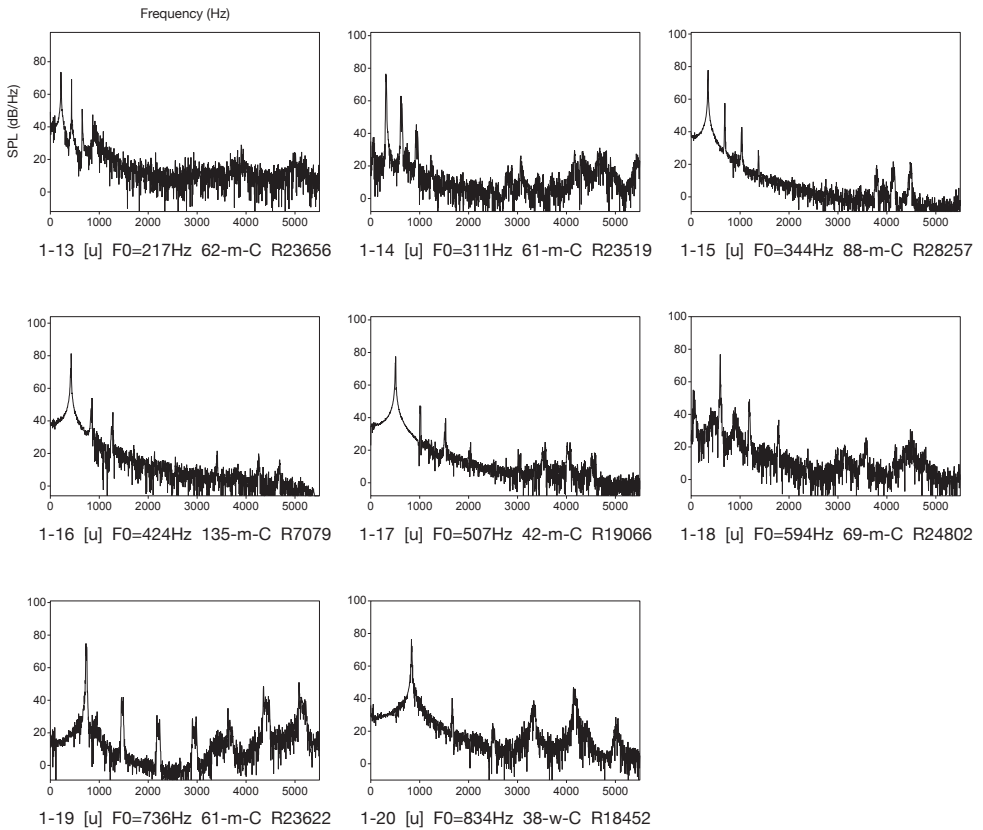 Frequency (Hz)
SPL (dB/Hz)
80
60
40
20
0
0 1000 2000 3000 4000 5000
1-13 [u] F0=217Hz 62-m-C R23656
100
80
60
40
20
0
0 1000 2000 3000 4000 5000
1-14 [u] F0=311Hz 61-m-C R23519
100
80
60
40
20
0
0 1000 2000 3000 4000 5000
1-15 [u] F0=344Hz 88-m-C R28257
100
80
60
40
20
0
0 1000 2000 3000 4000 5000
1-16 [u] F0=424Hz 135-m-C R7079
100
80
60
40
20
0
0 1000 2000 3000 4000 5000
1-17 [u] F0=507Hz 42-m-C R19066
100
80
60
40
20
0
0 1000 2000 3000 4000 5000
1-18 [u] F0=594Hz 69-m-C R24802
100
80
60
40
20
0
0 1000 2000 3000 4000 5000
1-19 [u] F0=736Hz 61-m-C R23622
100
80
60
40
20
0
0 1000 2000 3000 4000 5000
1-20 [u] F0=834Hz 38-w-C R18452